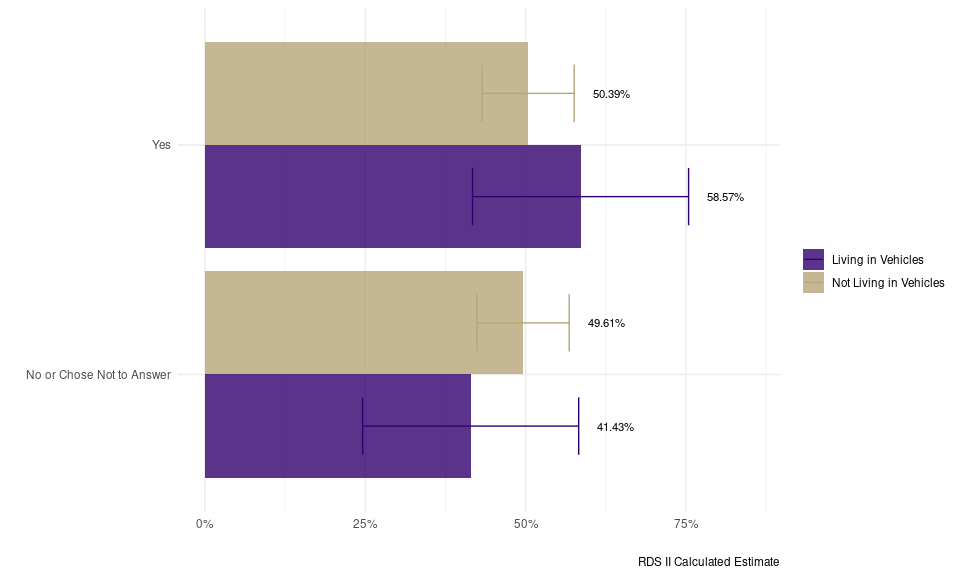 50.39%
Yes
58.57%
Living in Vehicles
Not Living in Vehicles
49.61%
No or Chose Not to Answer
41.43%
0% 25% 50% 75%
RDS II Calculated Estimate